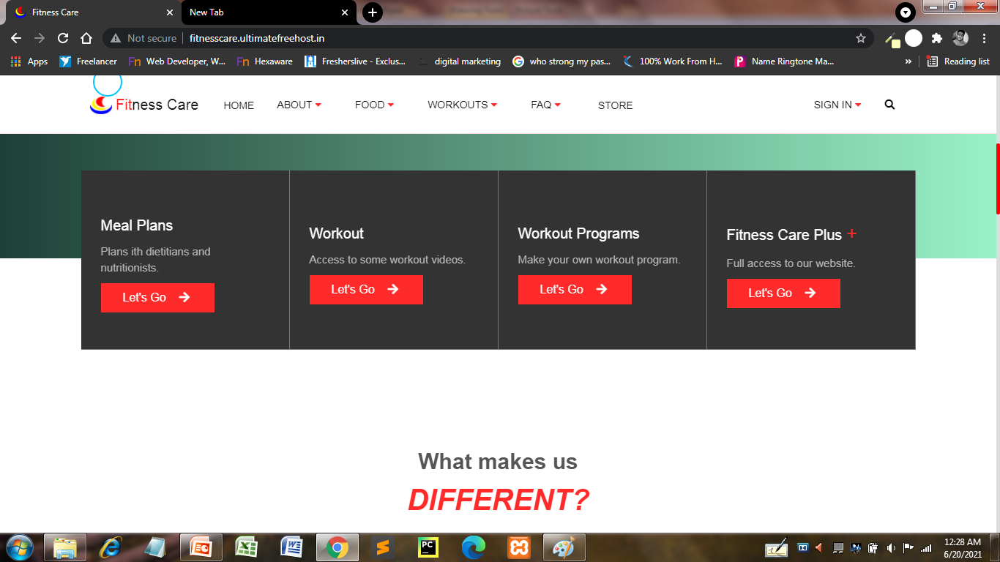 Fitness Care
New Tab
Not secure
fitnesscare.ultimatefreehost.in
Apps
Freelancer
Fn
Web Developer, W...
Fn
Hexaware
Fresherslive - Exclus...
digital marketing
who strong my pas...
100% Work From H...
Name Ringtone Ma...
»
Reading list
Fitness Care
HOME
ABOUT
FOOD
WORKOUTS
FAQ
STORE
SIGN IN
Meal Plans
Plans ith dietitians and
nutritionists.
Let's Go
Workout
Access to some workout videos.
Let's Go
Workout Programs
Make your own workout program.
Let's Go
Fitness Care Plus +
Full access to our website.
Let's Go
What makes us
DIFFERENT?
PC
12:28 AM
6/20/2021